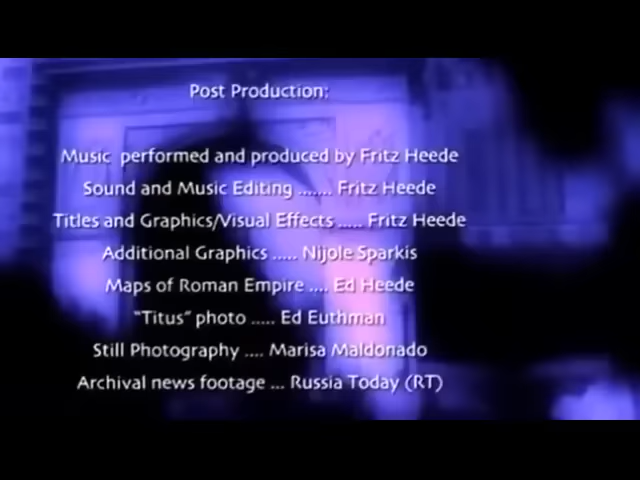 Post Production:
Music performed and produced by Fritz Heede
Sound and Music Editing ....... Fritz Heede
Titles and Graphics/Visual Effects ..... Fritz Heede
Additional Graphics ..... Nijole Sparkis
Maps of Roman Empire .... Ed Heede
"Titus" photo ..... Ed Euthman
Still Photography .... Marisa Maldonado
Archival news footage ... Russia Today (RT)